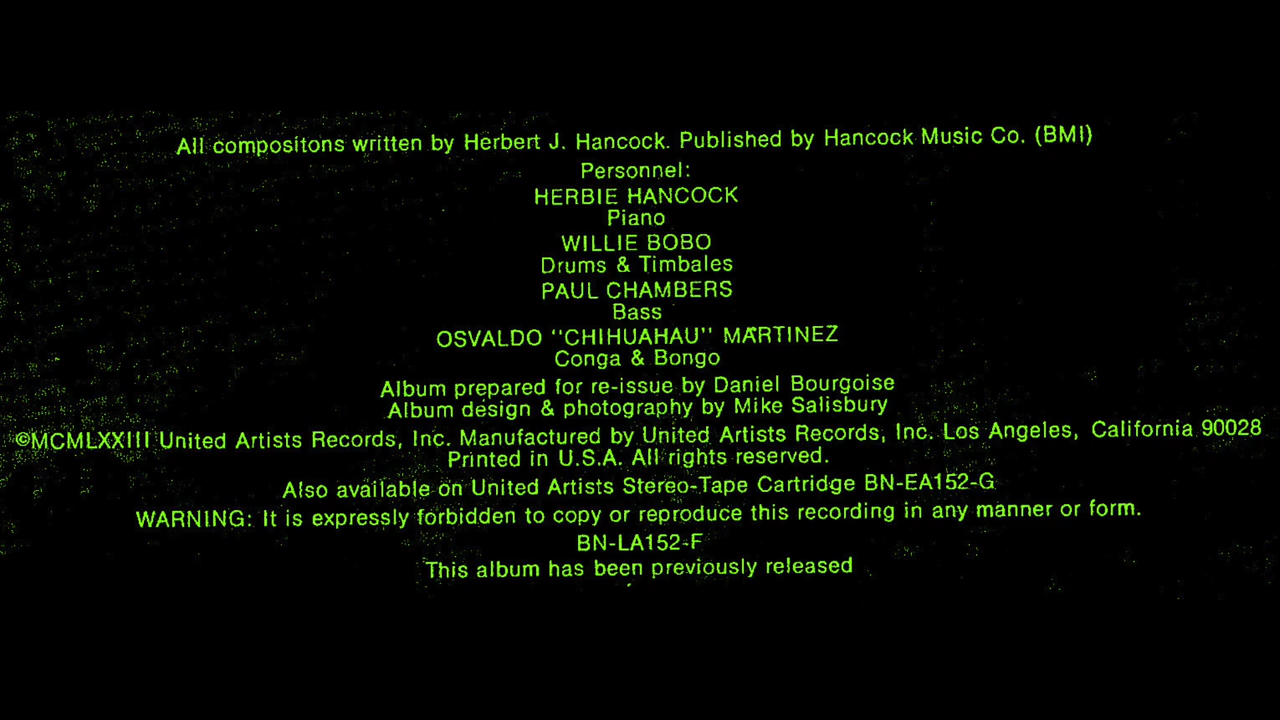 All compositons written by Herbert J. Hancock. Published by Hancock Music Co. (BMI)
Personnel:
HERBIE HANCOCK
Piano
WILLIE BOBO
Drums & Timbales
PAUL CHAMBERS
Bass
OSVALDO "CHIHUAHAU" MARTINEZ
Conga & Bongo
Album prepared for re-issue by Daniel Bourgoise
Album design & photography by Mike Salisbury
©MCMLXXIII United Artists Records, Inc. Manufactured by United Artists Records, Inc. Los Angeles, California 90028
Printed in U.S.A. All rights reserved.
Also available on United Artists Stereo-Tape Cartridge BN-EA152-G
WARNING: It is expressly forbidden to copy or reproduce this recording in any manner or form.
BN-LA152-F
This album has been previously released